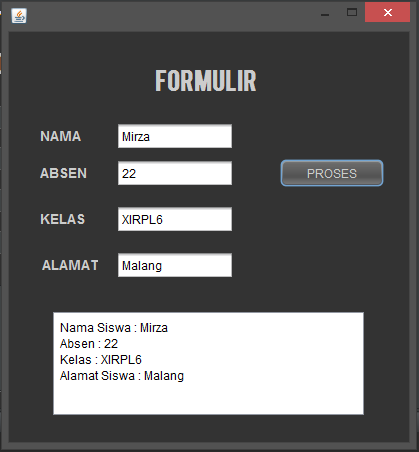 FORMULIR
NAMA Mirza
ABSEN 22 PROSES
KELAS XIRPL6
ALAMAT Malang
Nama Siswa : Mirza
Absen : 22
Kelas : XIRPL6
Alamat Siswa : Malang